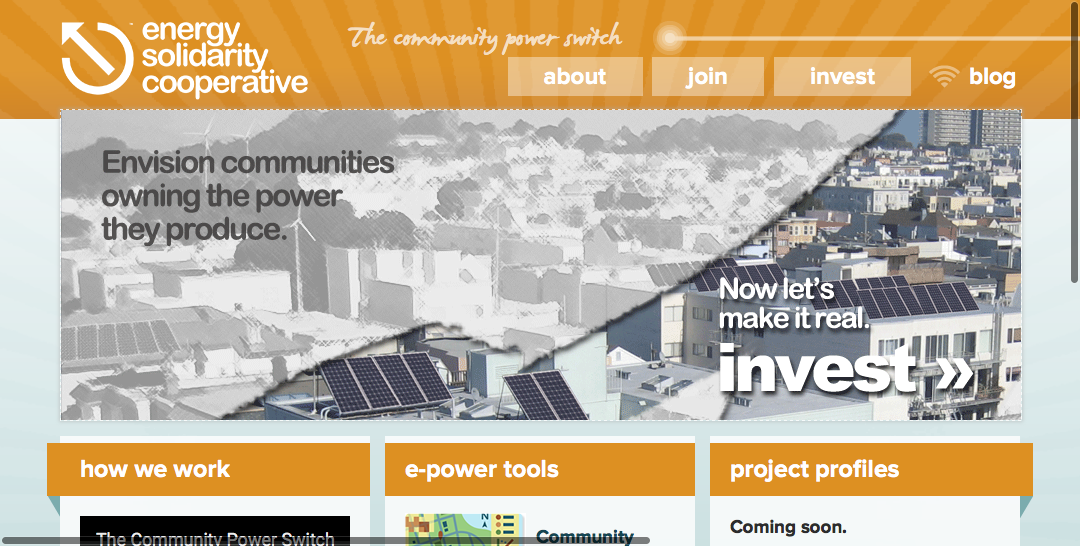 energy
solidarity
cooperative
The community power switch
about
join
invest
blog
Envision communities
owning the power
they produce.
Now let's
make it real.
invest »
how we work
e-power tools
project profiles
The Community Power Switch
N
Community
Coming soon.